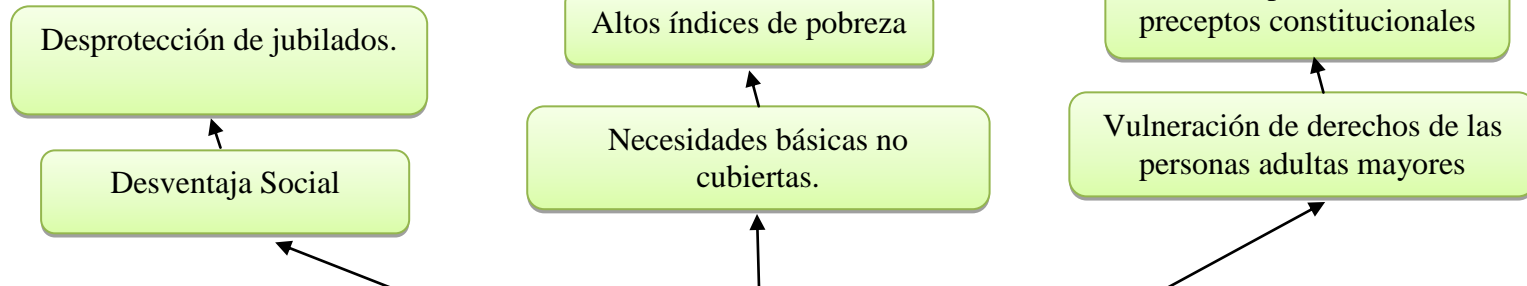 Desprotección de jubilados.
Desventaja Social
Altos índices de pobreza
Necesidades básicas no
cubiertas.
preceptos constitucionales
Vulneración de derechos de las
personas adultas mayores